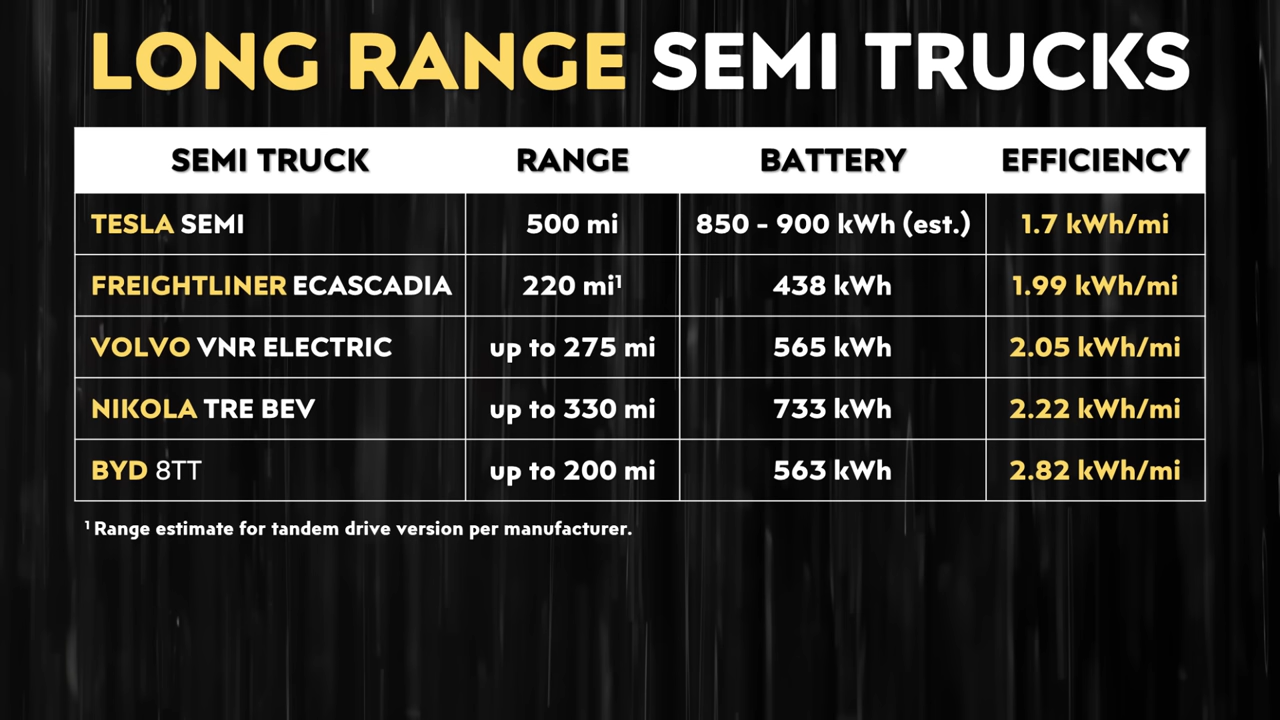 LONG RANGE SEMI TRUCKS
SEMI TRUCK RANGE BATTERY EFFICIENCY
TESLA SEMI 500 mi 850 - 900 kWh (est.) 1.7 kWh/mi
FREIGHTLINER ECASCADIA 220 mi¹ 438 kWh 1.99 kWh/mi
VOLVO VNR ELECTRIC up to 275 mi 565 kWh 2.05 kWh/mi
NIKOLA TRE BEV up to 330 mi 733 kWh 2.22 kWh/mi
BYD 8TT up to 200 mi 563 kWh 2.82 kWh/mi
¹ Range estimate for tandem drive version per manufacturer.